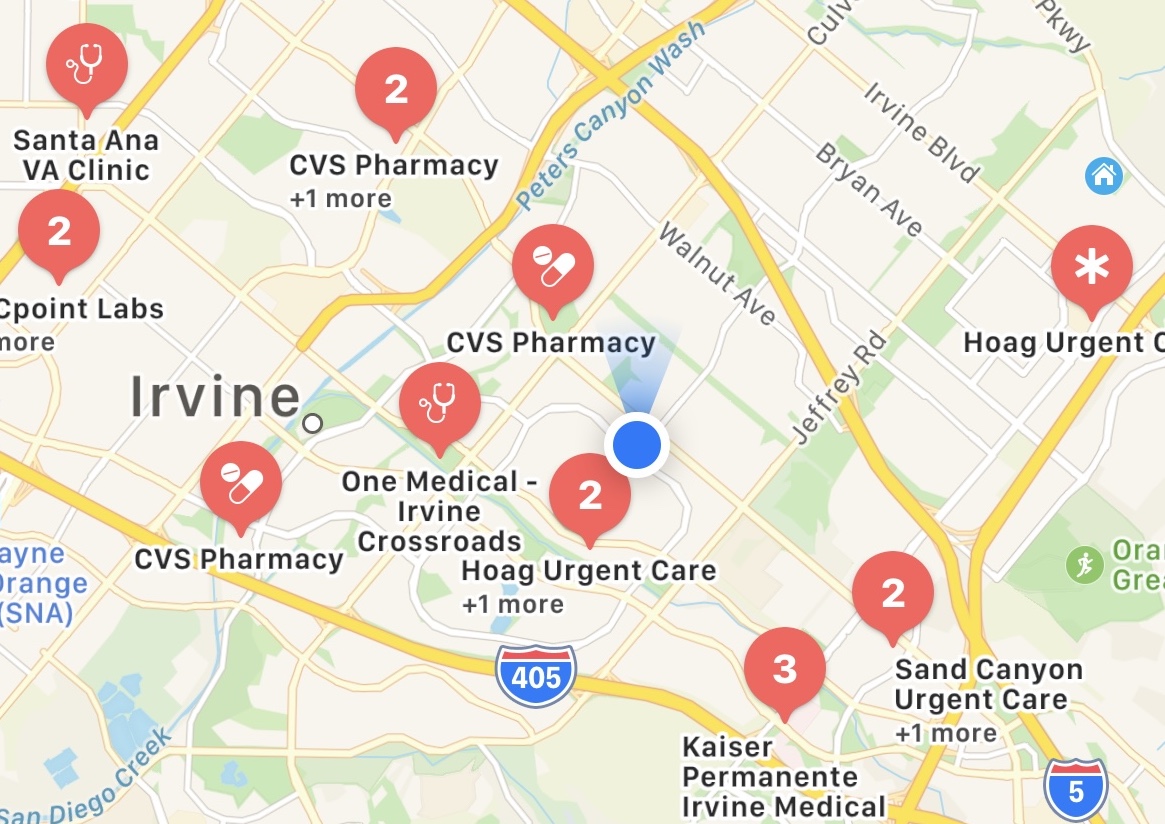 Culv
Pkwy
Peters Canyon Wash
Irvine Blvd
Santa Ana
VA Clinic
2
CVS Pharmacy
+1 more
Bryan Ave
2
Cpoint Labs
more
Walnut Ave
CVS Pharmacy
Hoag Urgent C
Jeffrey Rd
Irvine
One Medical -
Irvine
Crossroads
2
Hoag Urgent Care
+1 more
CVS Pharmacy
ayne
Orange
(SNA)
Ora
Grea
2
Sand Canyon
Urgent Care
+1 more
405
3
Kaiser
Permanente
Irvine Medical
San Diego Creek
5